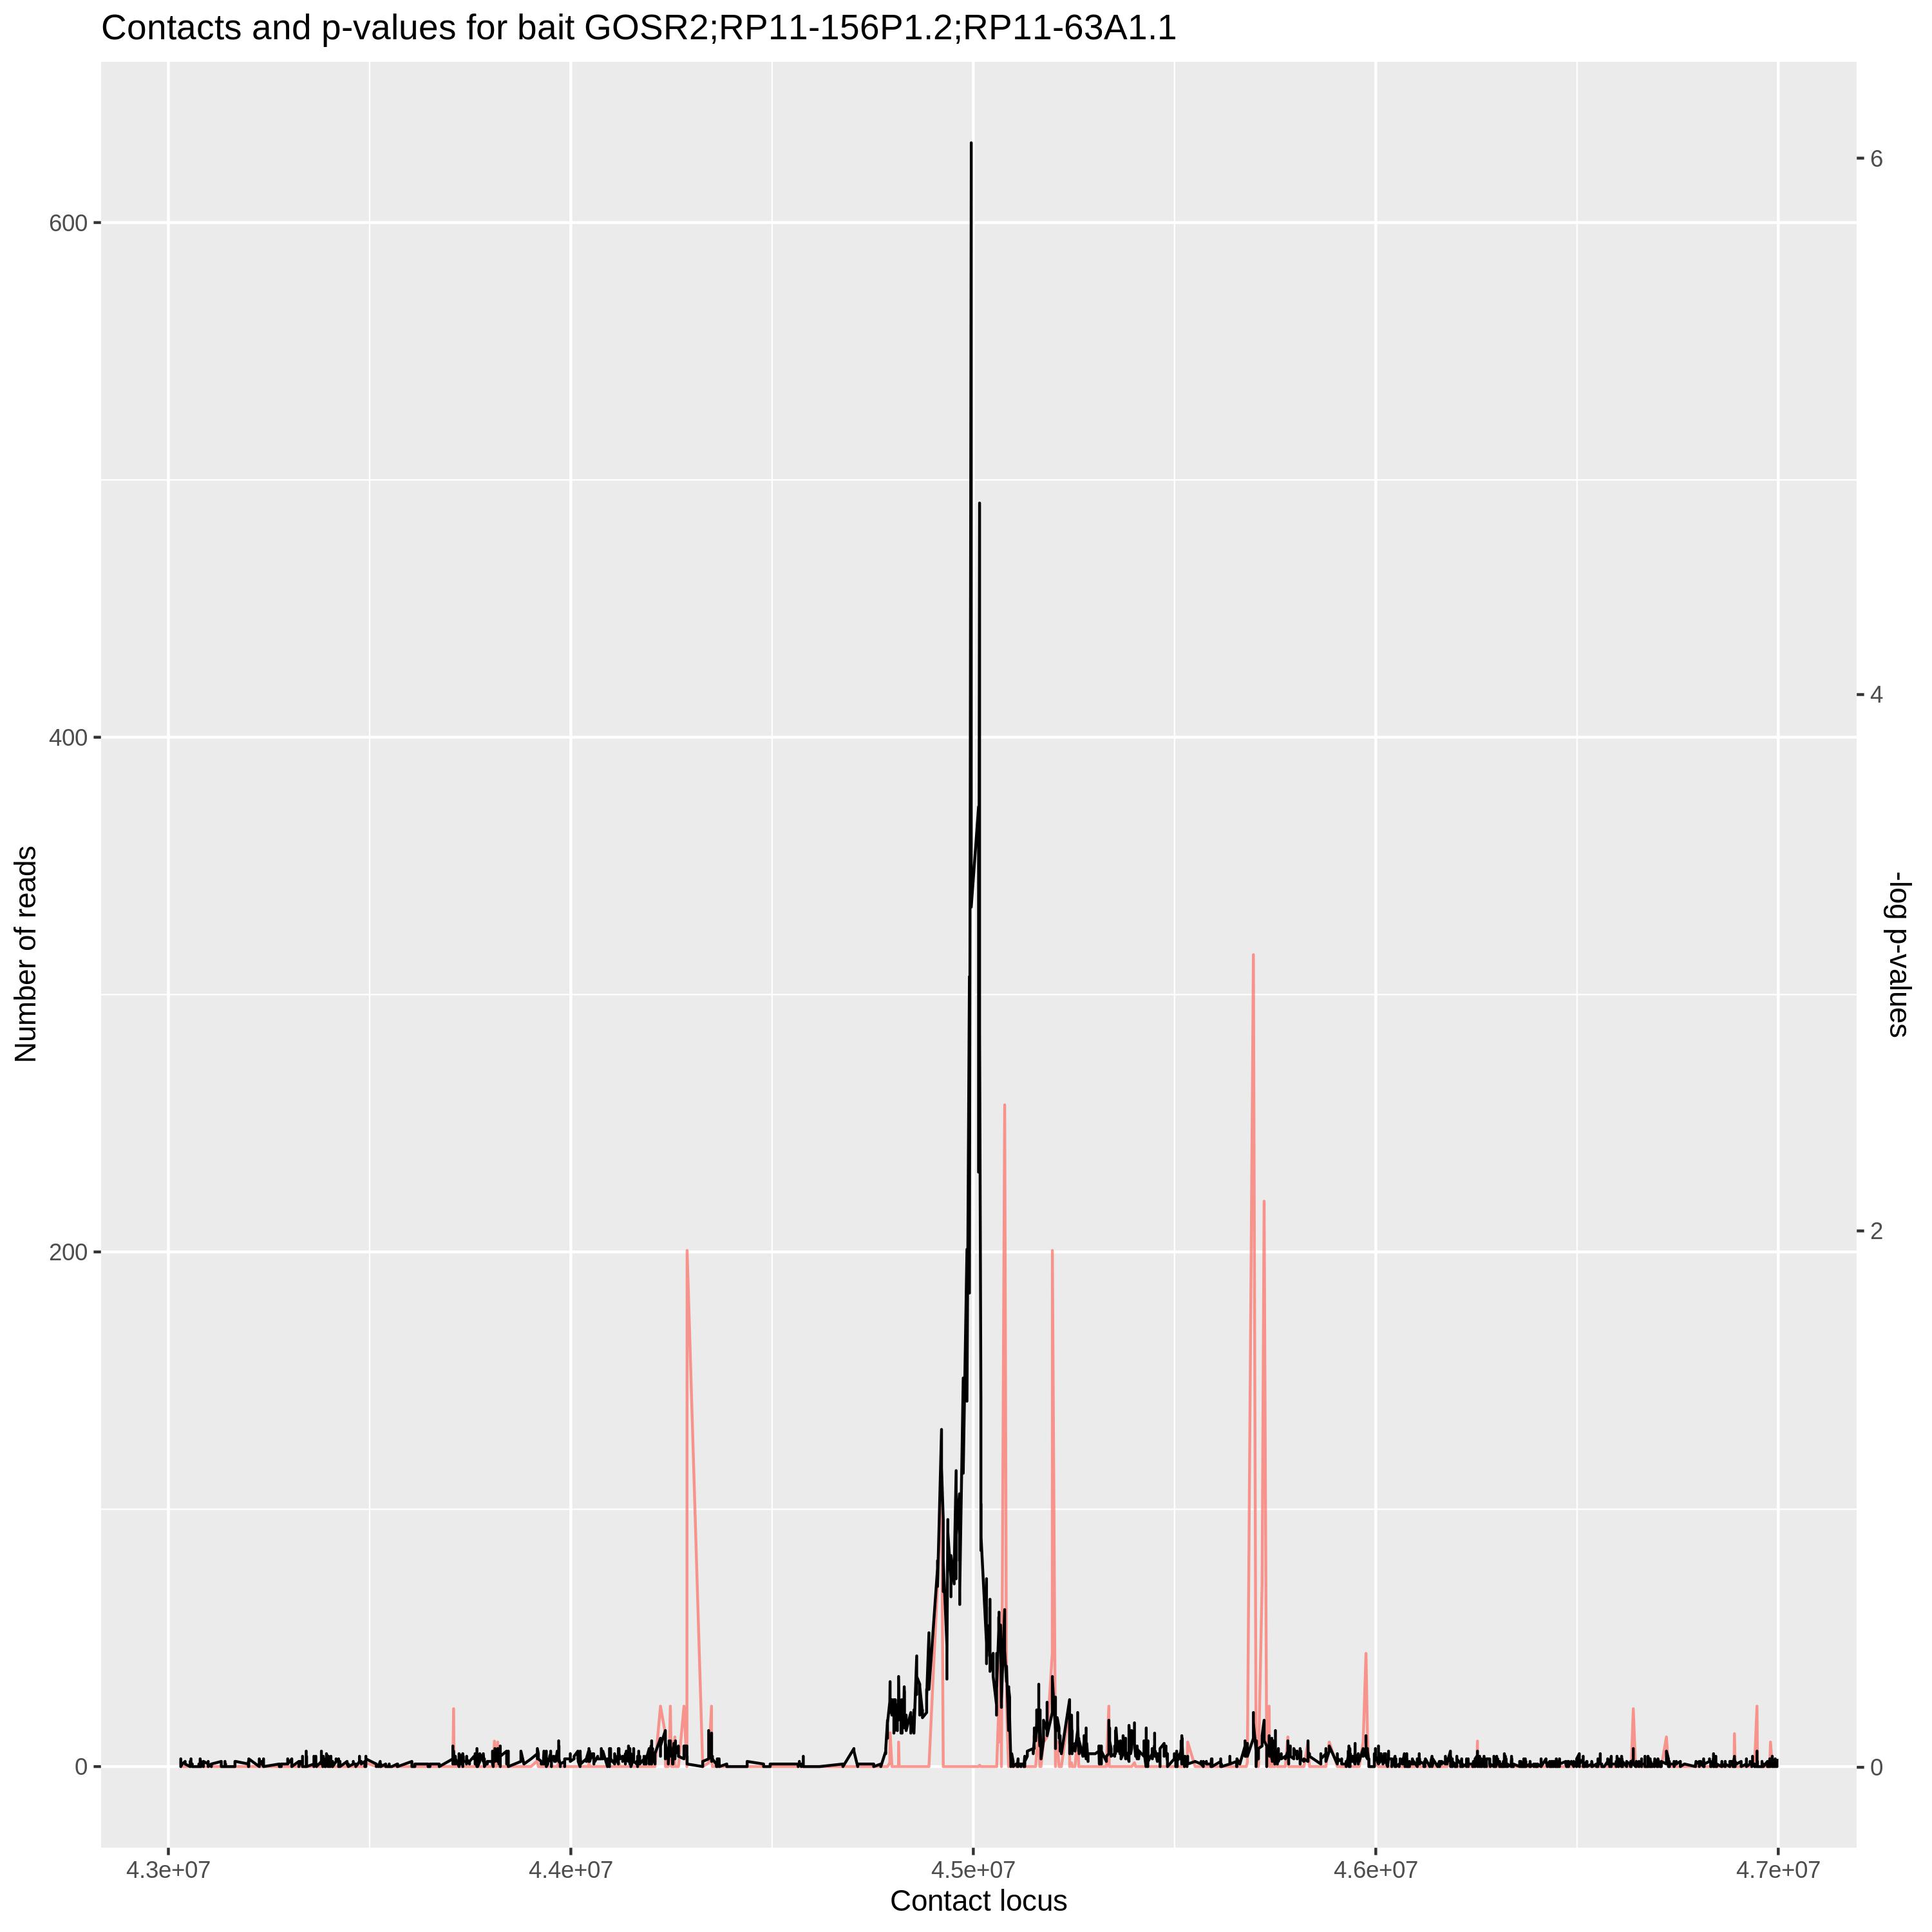 Contacts and p-values for bait GOSR2;RP11-156P1.2;RP11-63A1.1
Number of reads
600
400
200
0
6
4
2
0
-log p-values
4.3e+07
4.4e+07
4.5e+07
4.6e+07
4.7e+07
Contact locus